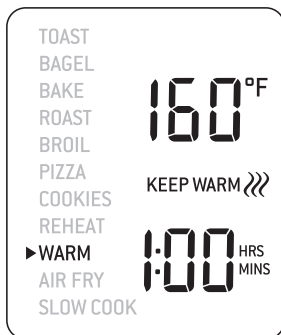 TOAST
BAGEL
BAKE
ROAST
BROIL
PIZZA
COOKIES
REHEAT
▶WARM
AIR FRY
SLOW COOK
160°F
KEEP WARM
1:00 HRS
MINS